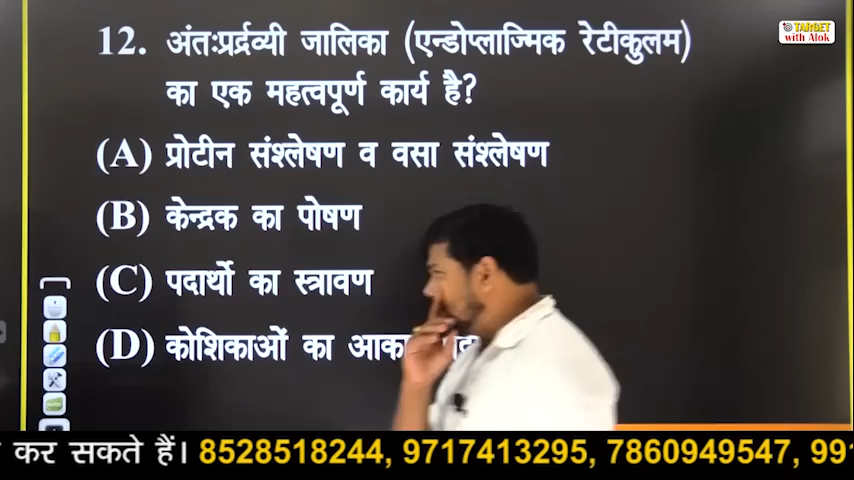 TARGET
with Alok
12. अंतःप्रर्द्रव्यी जालिका (एन्डोप्लाज्मिक रेटीकुलम)
का एक महत्वपूर्ण कार्य है?
(A) प्रोटीन संश्लेषण व वसा संश्लेषण
(B) केन्द्रक का पोषण
(C) पदार्थो का स्त्रावण
(D) कोशिकाओं का
कर सकते हैं। 8528518244, 9717413295, 7860949547, 991